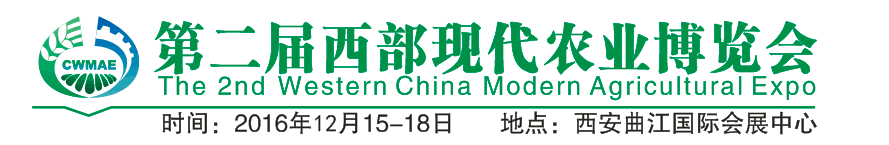 CWMAE
第二届西部现代农业博览会
The 2nd Western China Modern Agricultural Expo
时间：2016年12月15-18日 地点：西安曲江国际会展中心